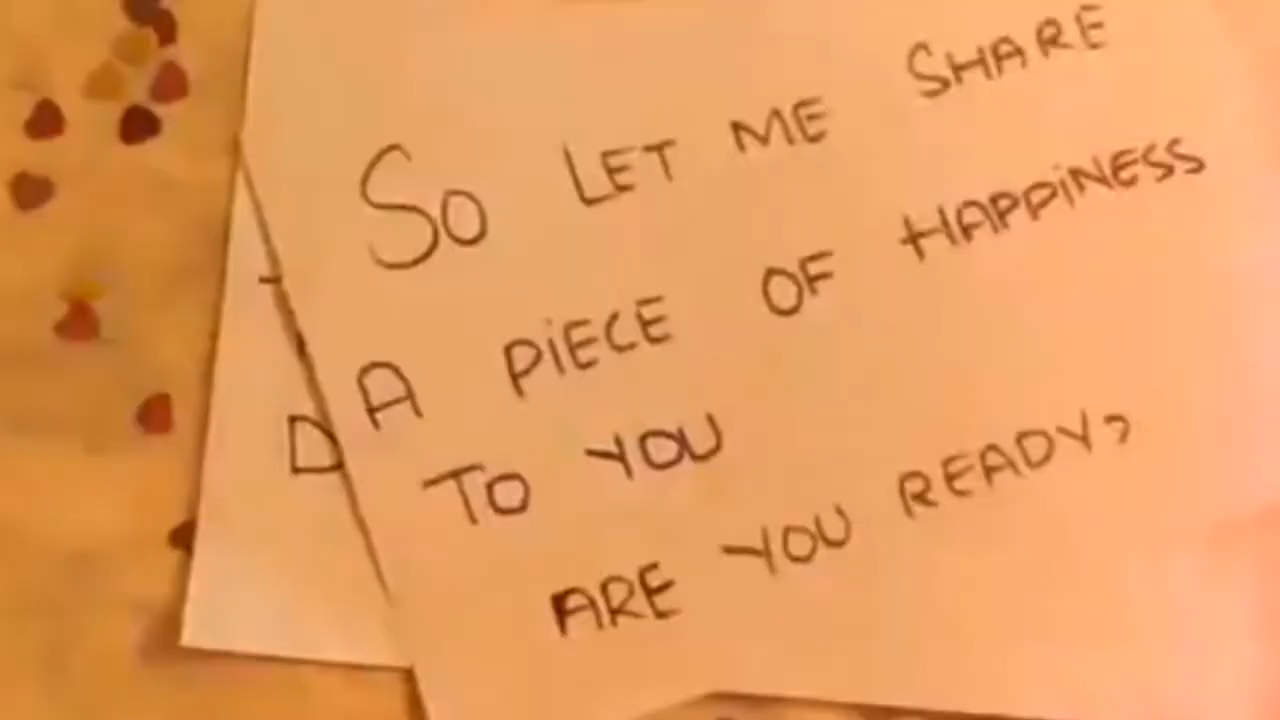 SO LET ME SHARE
A PiECE OF HAPPiNESS
TO YOU
ARE YOU READY?
D